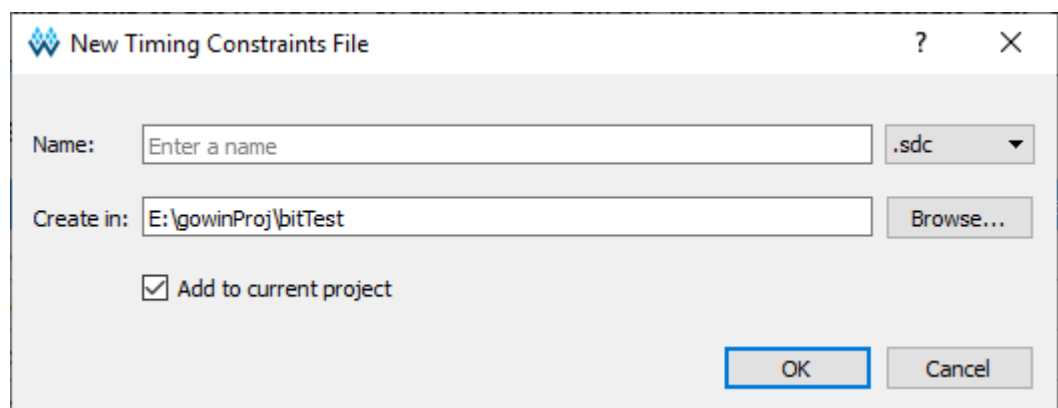 New Timing Constraints File
Name: Enter a name .sdc
Create in: E:\gowinProj\bitTest Browse...
Add to current project
OK Cancel